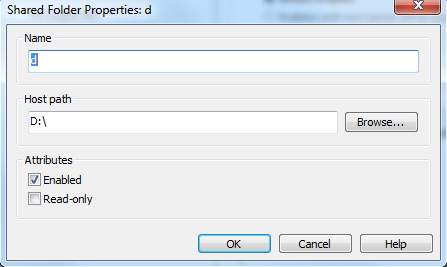 Shared Folder Properties: d
Name
d
Host path
D:\
Browse...
Attributes
Enabled
Read-only
OK
Cancel
Help